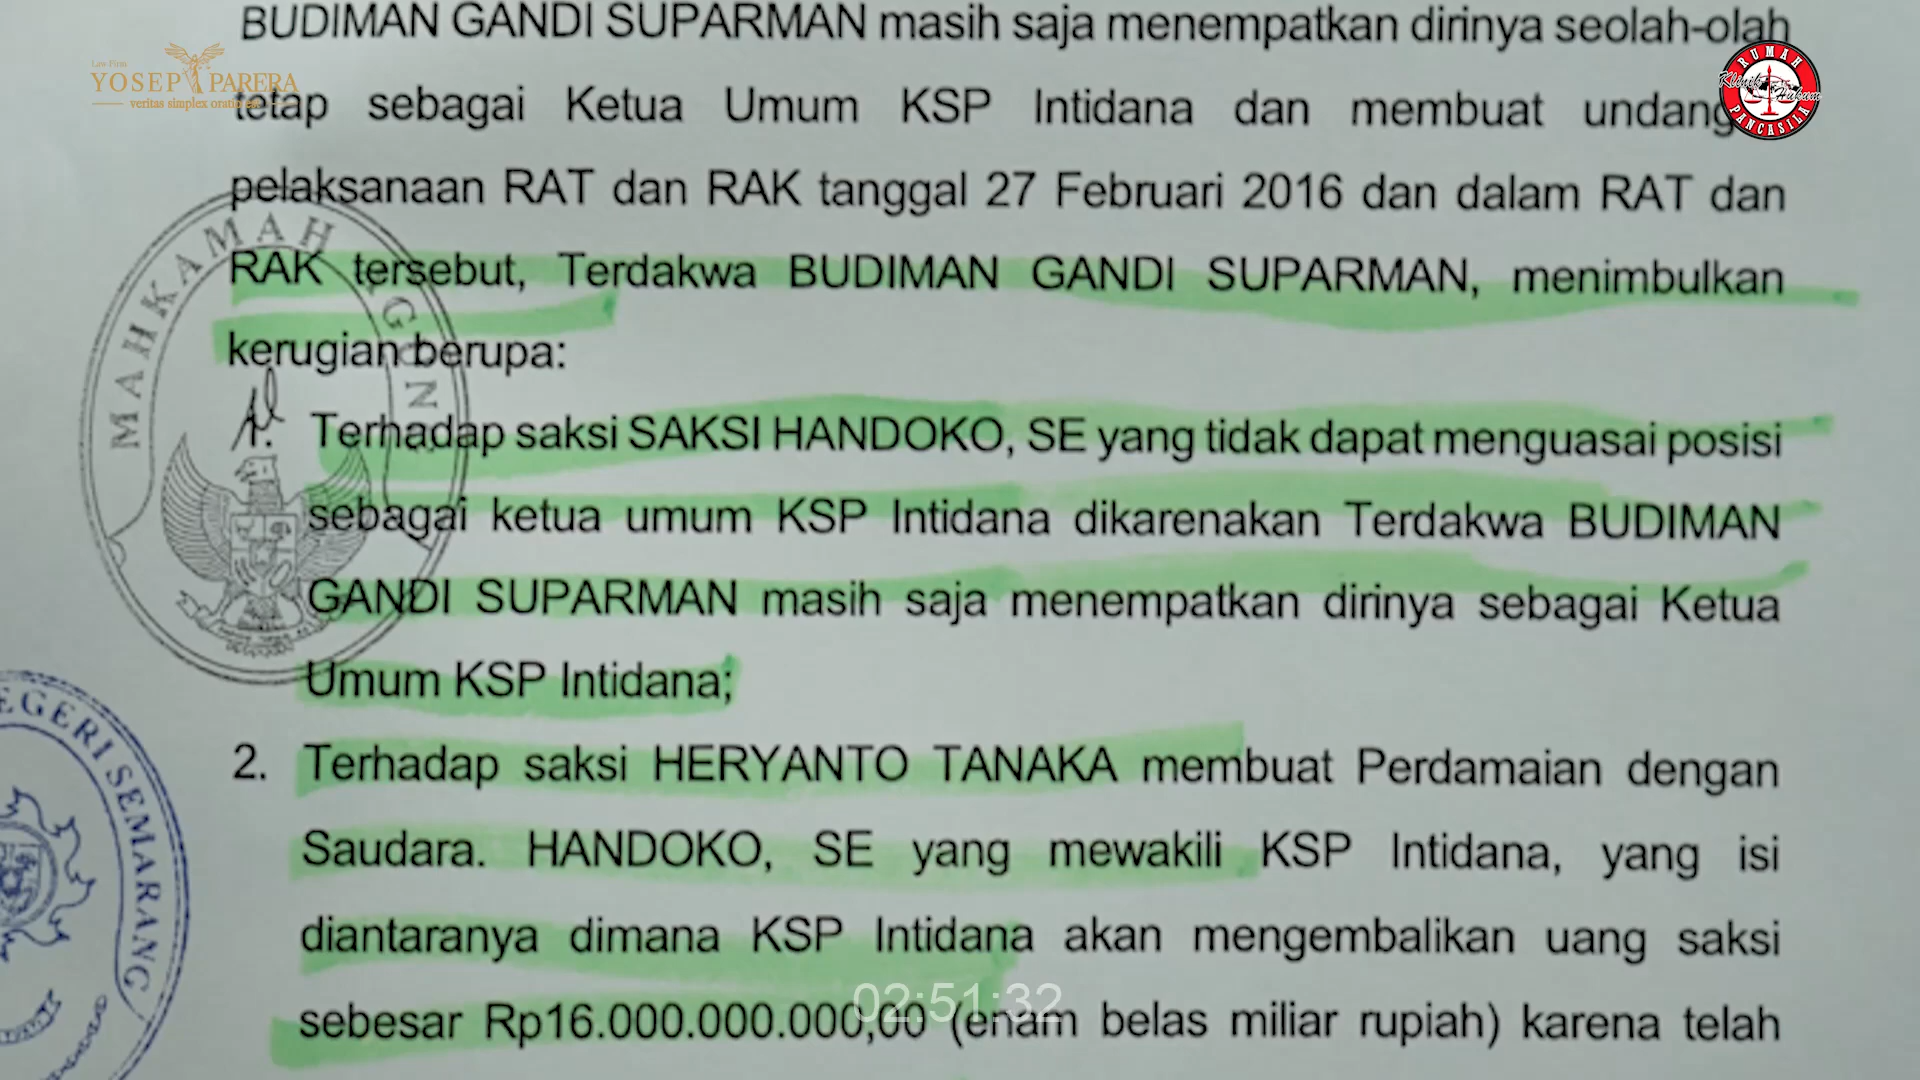 BUDIMAN GANDI SUPARMAN masih saja menempatkan dirinya seolah-olah
Law Firm
YOSEP PARERA
veritas simplex oratio est
RUMAH
Klinik Hukum
PANCASILA
tetap sebagai Ketua Umum KSP Intidana dan membuat undang
pelaksanaan RAT dan RAK tanggal 27 Februari 2016 dan dalam RAT dan
MAHKAMAH AGUNG
RAK tersebut, Terdakwa BUDIMAN GANDI SUPARMAN, menimbulkan
kerugian berupa:
1. Terhadap saksi SAKSI HANDOKO, SE yang tidak dapat menguasai posisi
sebagai ketua umum KSP Intidana dikarenakan Terdakwa BUDIMAN
GANDI SUPARMAN masih saja menempatkan dirinya sebagai Ketua
Umum KSP Intidana;
EGERI SEMARANG
2. Terhadap saksi HERYANTO TANAKA membuat Perdamaian dengan
Saudara. HANDOKO, SE yang mewakili KSP Intidana, yang isi
diantaranya dimana KSP Intidana akan mengembalikan uang saksi
02:51:32
sebesar Rp16.000.000.000,00 (enam belas miliar rupiah) karena telah